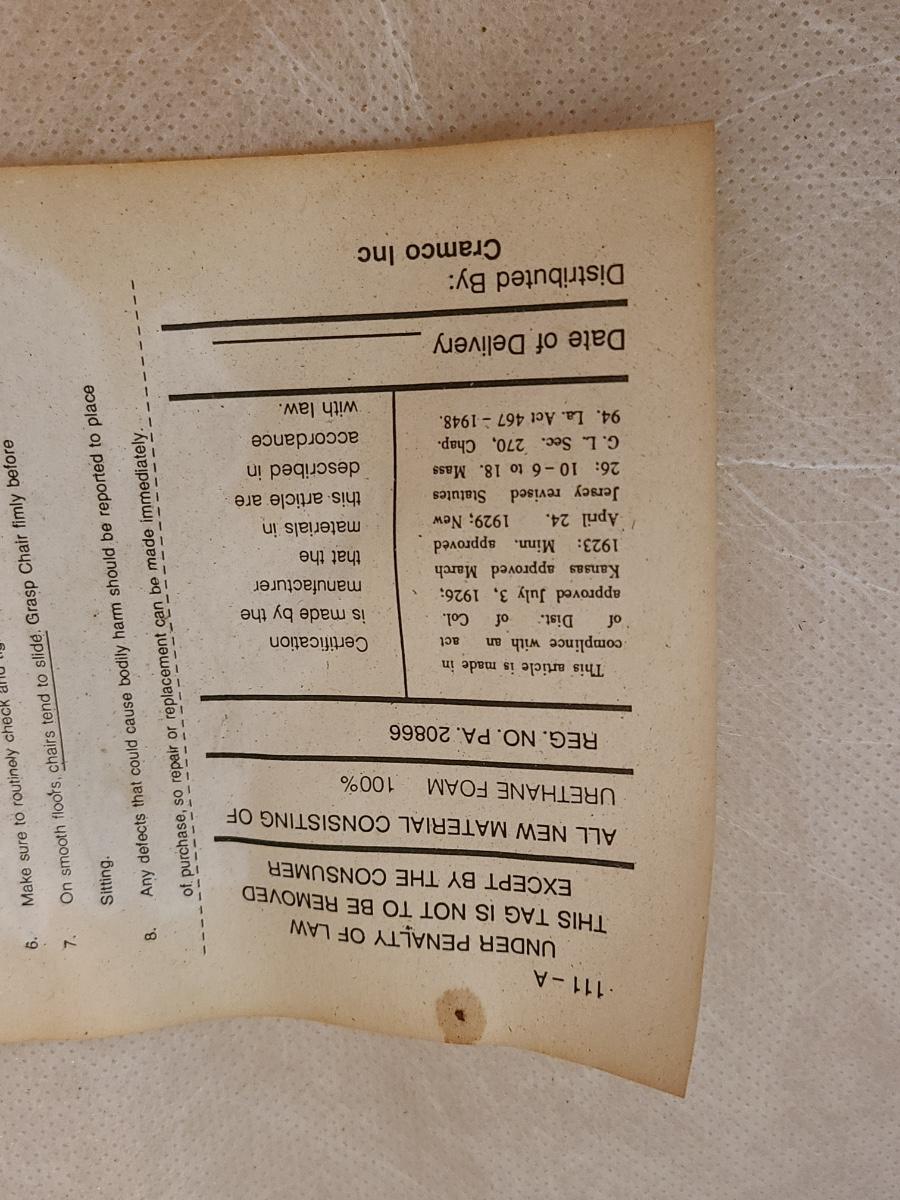 6. Make sure to routinely check and
7. On smooth floors, chairs tend to slide. Grasp Chair fimly before
Sitting.
8. Any defects that could cause bodily harm should be reported to place
of purchase, so repair or replacement can be made immediately.
111-A
UNDER PENALTY OF LAW
THIS TAG IS NOT TO BE REMOVED
EXCEPT BY THE CONSUMER
ALL NEW MATERIAL CONSISTING OF
URETHANE FOAM 100%
REG. NO. PA. 20866
This article is made in
complince with an act
of Dist. of Col.
approved July 3, 1926;
Kansas approved March
1923: Minn. approved
April 24. 1929; New
Jersey revised Statutes
26: 10-6 to 18. Mass
G. L. Sec. 270, Chap.
94. La. Act 467-1948.
Certification
is made by the
manufacturer
that the
materials in
this article are
described in
accordance
with law.
Date of Delivery
Distributed By:
Cramco Inc